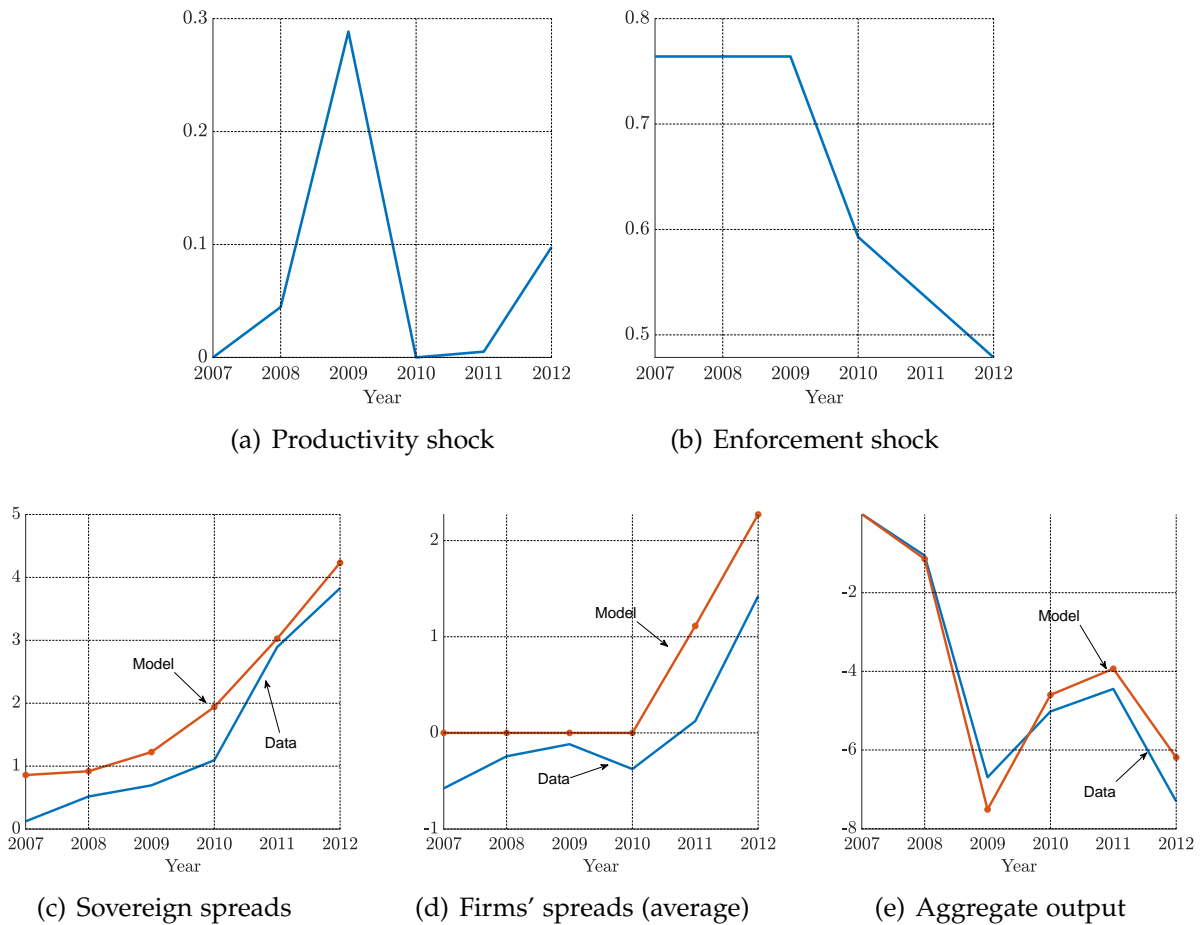 0.3
0.2
0.1
0
2007 2008 2009 2010 2011 2012
Year
(a) Productivity shock
0.8
0.7
0.6
0.5
2007 2008 2009 2010 2011 2012
Year
(b) Enforcement shock
5
4
3
2
1
0
Model
Data
2007 2008 2009 2010 2011 2012
Year
(c) Sovereign spreads
2
1
0
-1
Model
Data
2007 2008 2009 2010 2011 2012
Year
(d) Firms' spreads (average)
-2
-4
-6
-8
Model
Data
2007 2008 2009 2010 2011 2012
Year
(e) Aggregate output